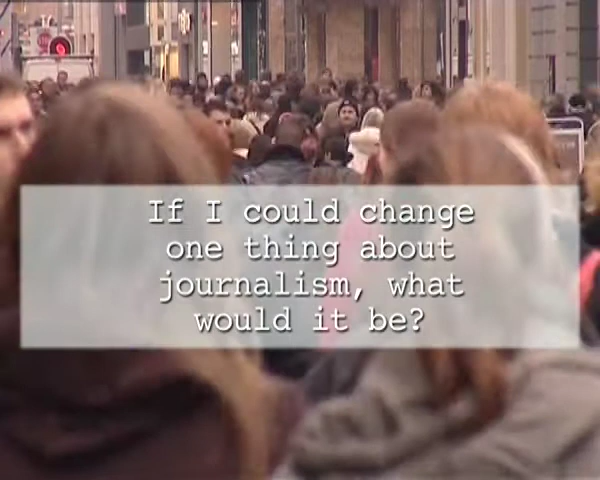 If I could change
one thing about
journalism, what
would it be?